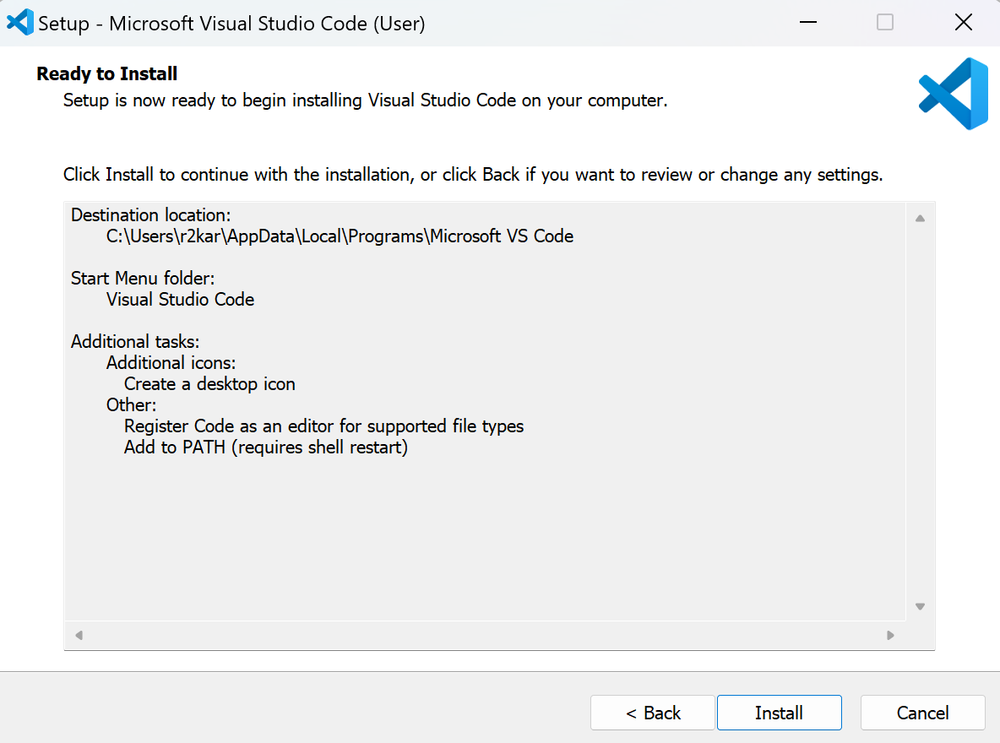 Setup - Microsoft Visual Studio Code (User)
Ready to Install
Setup is now ready to begin installing Visual Studio Code on your computer.
Click Install to continue with the installation, or click Back if you want to review or change any settings.
Destination location:
C:\Users\r2kar\AppData\Local\Programs\Microsoft VS Code
Start Menu folder:
Visual Studio Code
Additional tasks:
Additional icons:
Create a desktop icon
Other:
Register Code as an editor for supported file types
Add to PATH (requires shell restart)
< Back
Install
Cancel